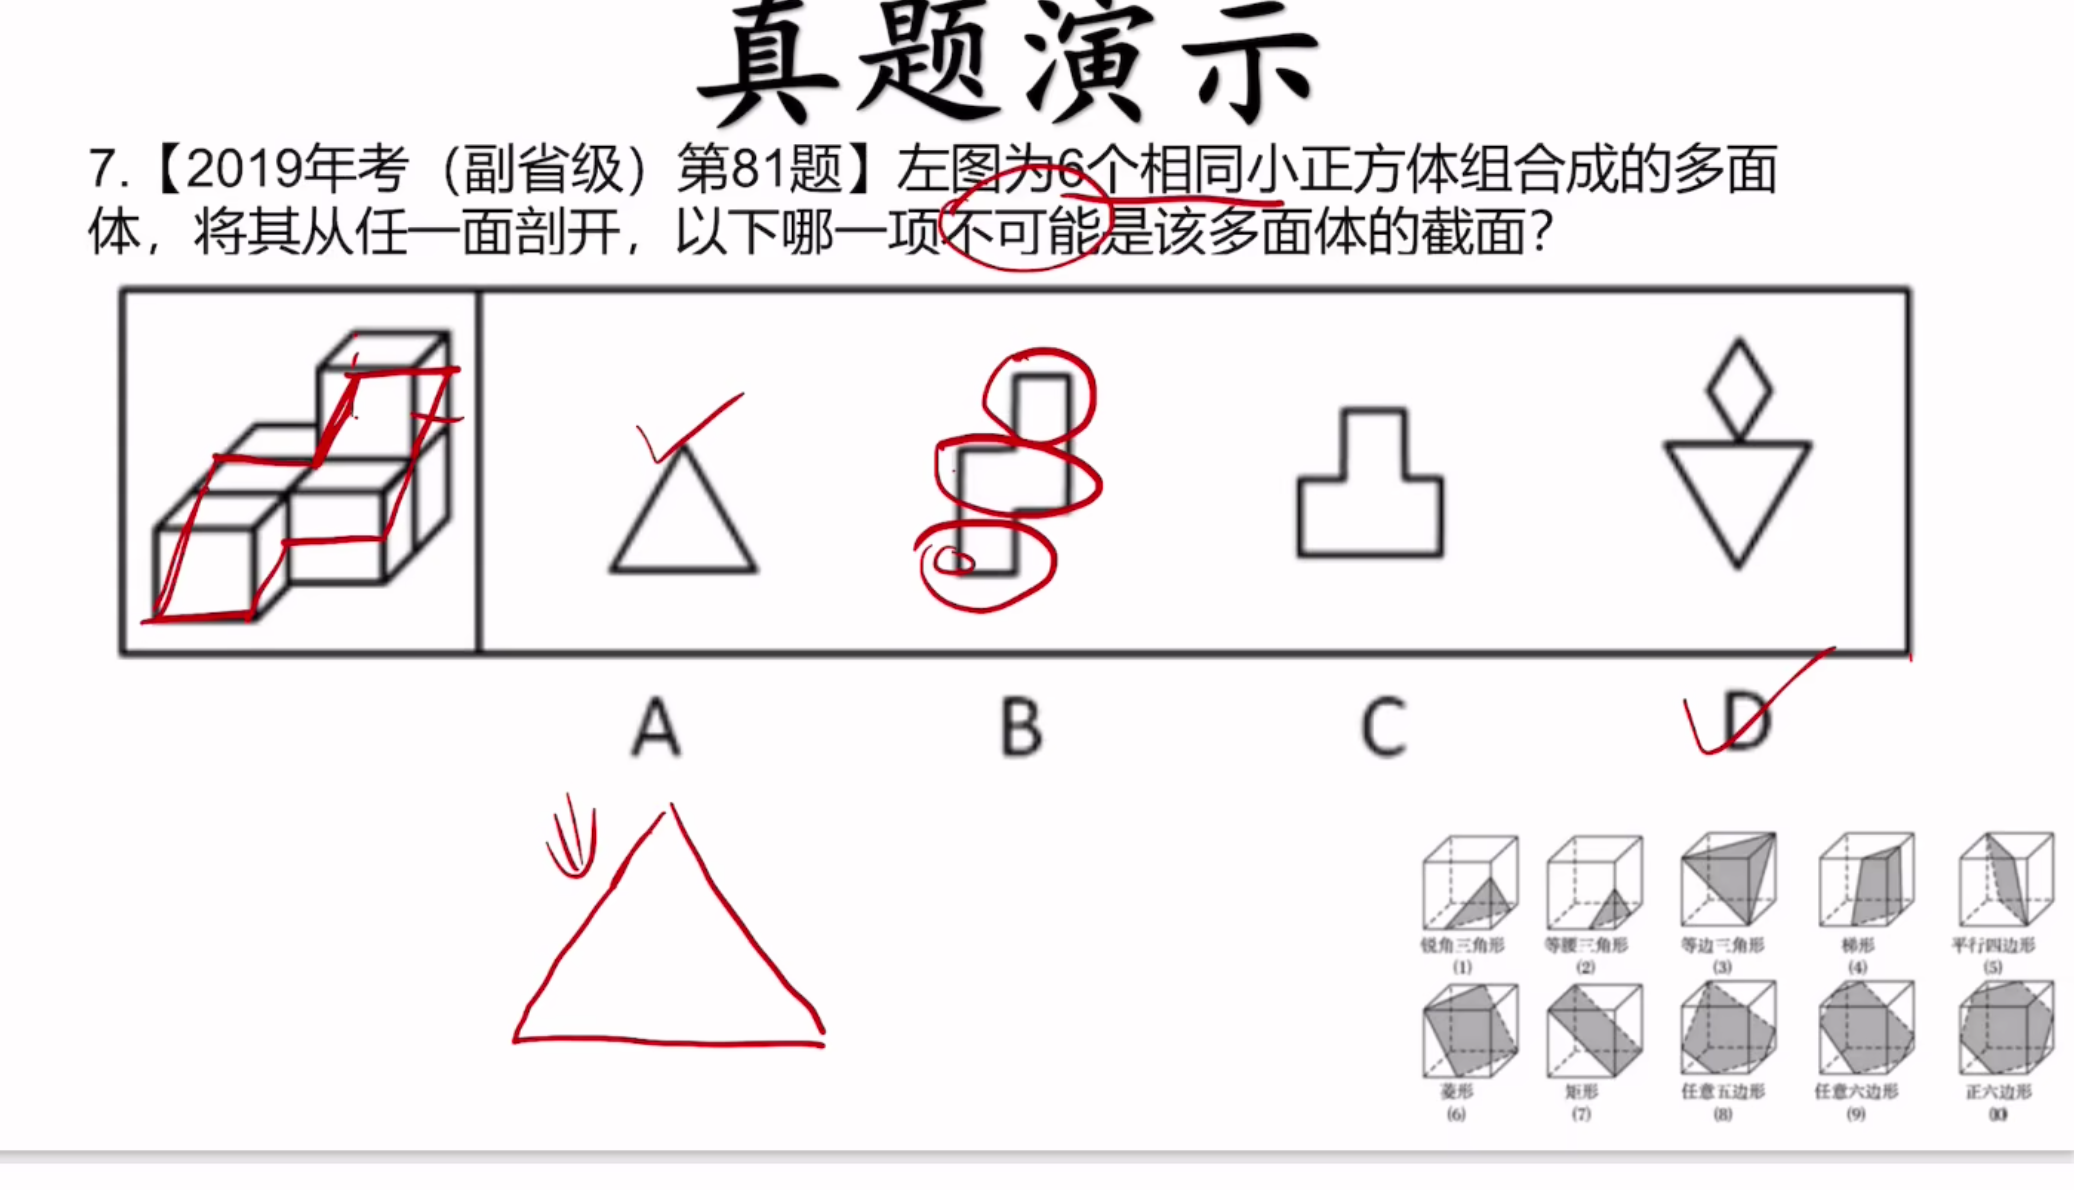 真题演示
7.【2019年考（副省级）第81题】左图为6个相同小正方体组合成的多面
体，将其从任一面剖开，以下哪一项不可能是该多面体的截面？
A B C D
锐角三角形 等腰三角形 等边三角形 梯形 平行四边形
(1) (2) (3) (4) (5)
菱形 矩形 任意五边形 任意六边形 正六边形
(6) (7) (8) (9) (10)